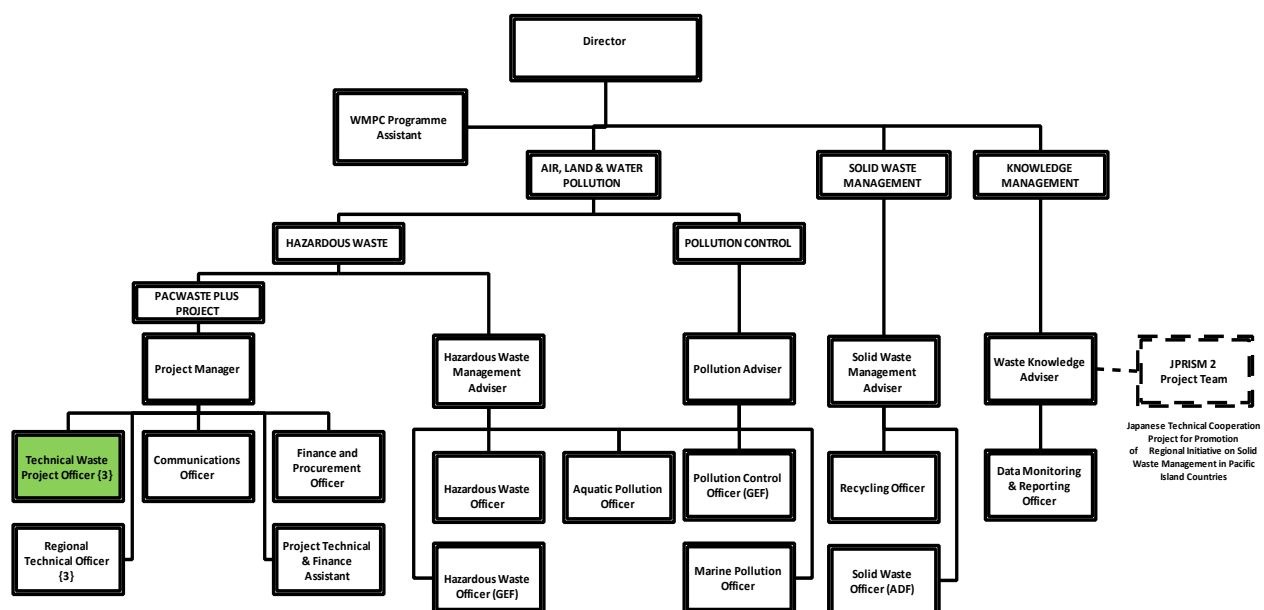 Director
WMPC Programme
Assistant
AIR, LAND & WATER
POLLUTION
SOLID WASTE
MANAGEMENT
KNOWLEDGE
MANAGEMENT
HAZARDOUS WASTE
POLLUTION CONTROL
PACWASTE PLUS
PROJECT
Project Manager
Hazardous Waste
Management
Adviser
Pollution Adviser
Solid Waste
Management
Adviser
Waste Knowledge
Adviser
JPRISM 2
Project Team
Japanese Technical Cooperation
Project for Promotion
of Regional Initiative on Solid
Waste Management in Pacific
Island Countries
Technical Waste
Project Officer {3}
Communications
Officer
Finance and
Procurement
Officer
Hazardous Waste
Officer
Aquatic Pollution
Officer
Pollution Control
Officer (GEF)
Recycling Officer
Data Monitoring
& Reporting
Officer
Regional
Technical Officer
{3}
Project Technical
& Finance
Assistant
Hazardous Waste
Officer (GEF)
Marine Pollution
Officer
Solid Waste
Officer (ADF)